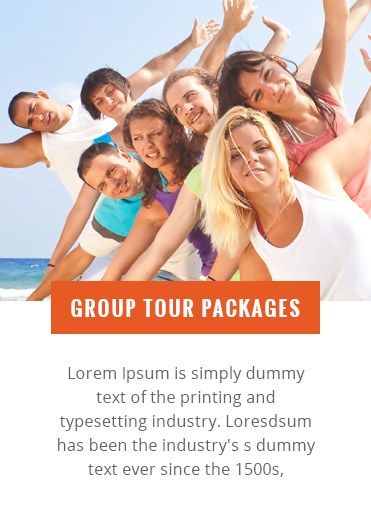 GROUP TOUR PACKAGES
Lorem Ipsum is simply dummy
text of the printing and
typesetting industry. Loresdsum
has been the industry's s dummy
text ever since the 1500s,